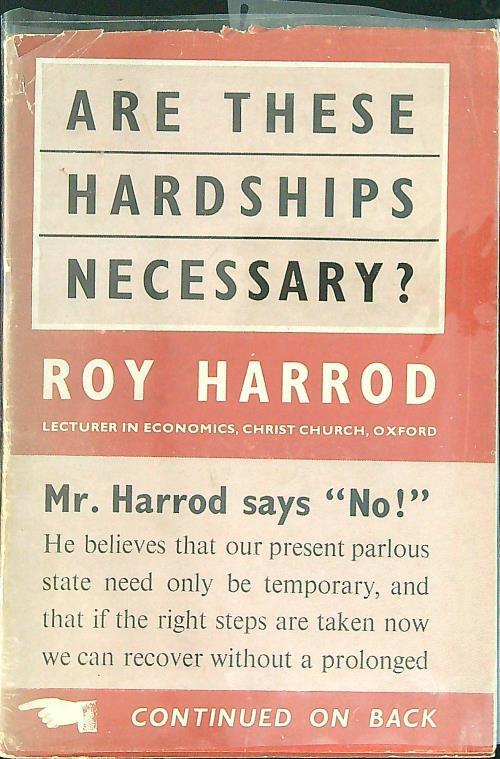 ARE THESE
HARDSHIPS
NECESSARY?
ROY HARROD
LECTURER IN ECONOMICS, CHRIST CHURCH, OXFORD
Mr. Harrod says “No!”
He believes that our present parlous
state need only be temporary, and
that if the right steps are taken now
we can recover without a prolonged
CONTINUED ON BACK